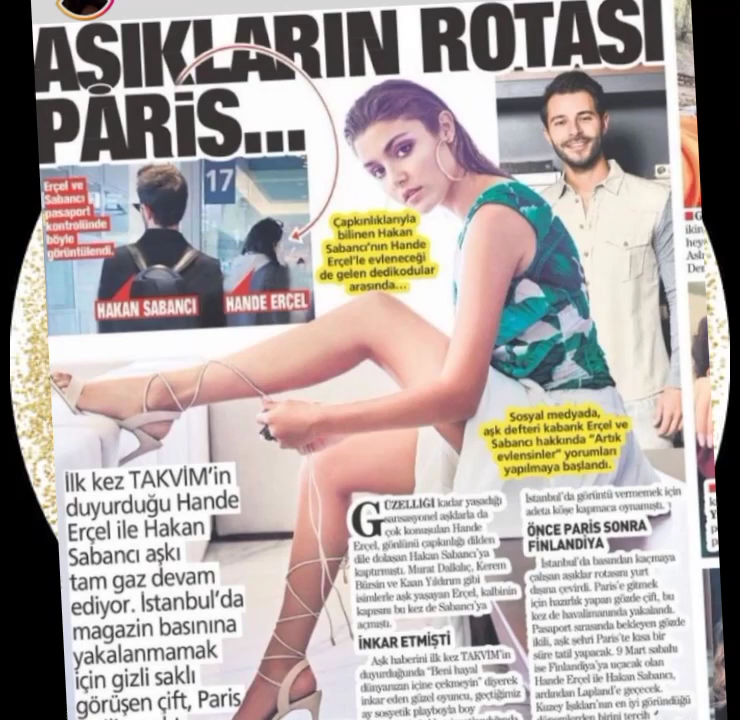 AŞIKLARIN ROTASI
PARİS...
Erçel ve
Sabancı
pasaport
kontrolünde
böyle
görüntülendi.
17
HAKAN SABANCI
HANDE ERÇEL
Çapkınlıklarıyla
bilinen Hakan
Sabancı'nın Hande
Erçel'le evleneceği
de gelen dedikodular
arasında...
Sosyal medyada,
aşk defteri kabarık Erçel ve
Sabancı hakkında "Artık
evlensinler" yorumları
yapılmaya başlandı.
İlk kez TAKVİM'in
duyurduğu Hande
Erçel ile Hakan
Sabancı aşkı
tam gaz devam
ediyor. İstanbul'da
magazin basınına
yakalanmamak
için gizli saklı
görüşen çift, Paris
GÜZELLİĞİ kadar yaşadığı
sansasyonel aşklarla da
çok konuşulan Hande
Erçel, gönlünü çapkınlığı dilden
dile dolaşan Hakan Sabancı'ya
kaptırmıştı. Murat Dalkılıç, Kerem
Bürsin ve Kaan Yıldırım gibi
isimlerle aşk yaşayan Erçel, kalbinin
kapısını bu kez de Sabancı'ya
açmıştı.
İNKAR ETMİŞTİ
Aşk haberini ilk kez TAKVİM'in
duyurduğunda "Beni hayal
dünyanızın içine çekmeyin" diyerek
inkar eden güzel oyuncu, geçtiğimiz
ay sosyetik playboyla boy
İstanbul'da görüntü vermemek için
adeta köşe kapmaca oynamıştı.
ÖNCE PARİS SONRA
FİNLANDİYA
İstanbul'da basından kaçmaya
çalışan aşıklar rotasını yurt
dışına çevirdi. Paris'e gitmek
için hazırlık yapan gözde çift, bu
kez de havalimanında yakalandı.
Pasaport sırasında bekleyen gözde
ikili, aşk şehri Paris'te kısa bir
süre tatil yapacak. 9 Mart sabahı
ise Finlandiya'ya uçacak olan
Hande Erçel ile Hakan Sabancı,
ardından Lapland'e geçecek.
Kuzey Işıkları'nın en iyi göründüğü